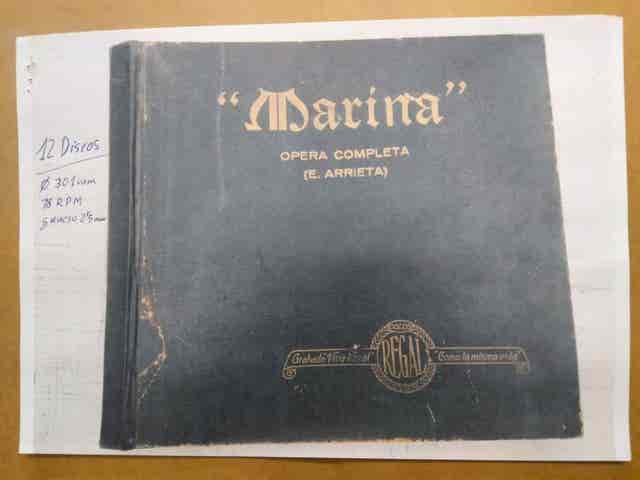 "Marina"
OPERA COMPLETA
(E. ARRIETA)
12 Discos
Ø 301 mm
78 RPM
Grabado Viva-tonal
REGAL
"Como la misma vida"